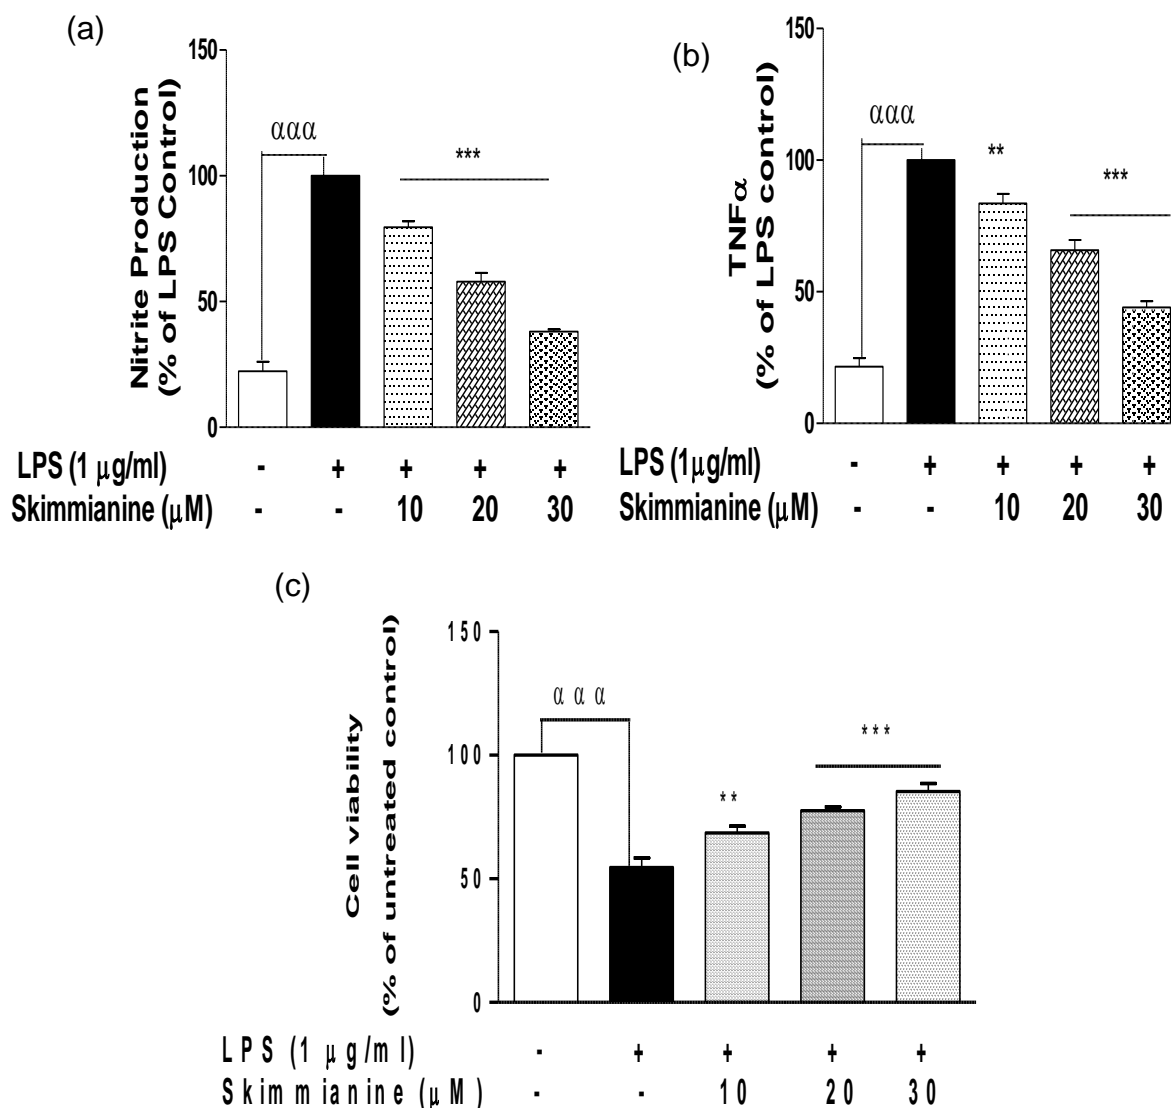 (a)
Nitrite Production
(% of LPS Control)
150
100
50
0
ααα
***
LPS (1 μg/ml) - + + + +
Skimmianine (μM) - - 10 20 30
(b)
TNFα
(% of LPS control)
150
100
50
0
ααα
**
***
LPS (1μg/ml) - + + + +
Skimmianine (μM) - - 10 20 30
(c)
Cell viability
(% of untreated control)
150
100
50
0
α α α
**
***
LPS (1 μg/ml) - + + + +
Skimmianine (μM) - - 10 20 30